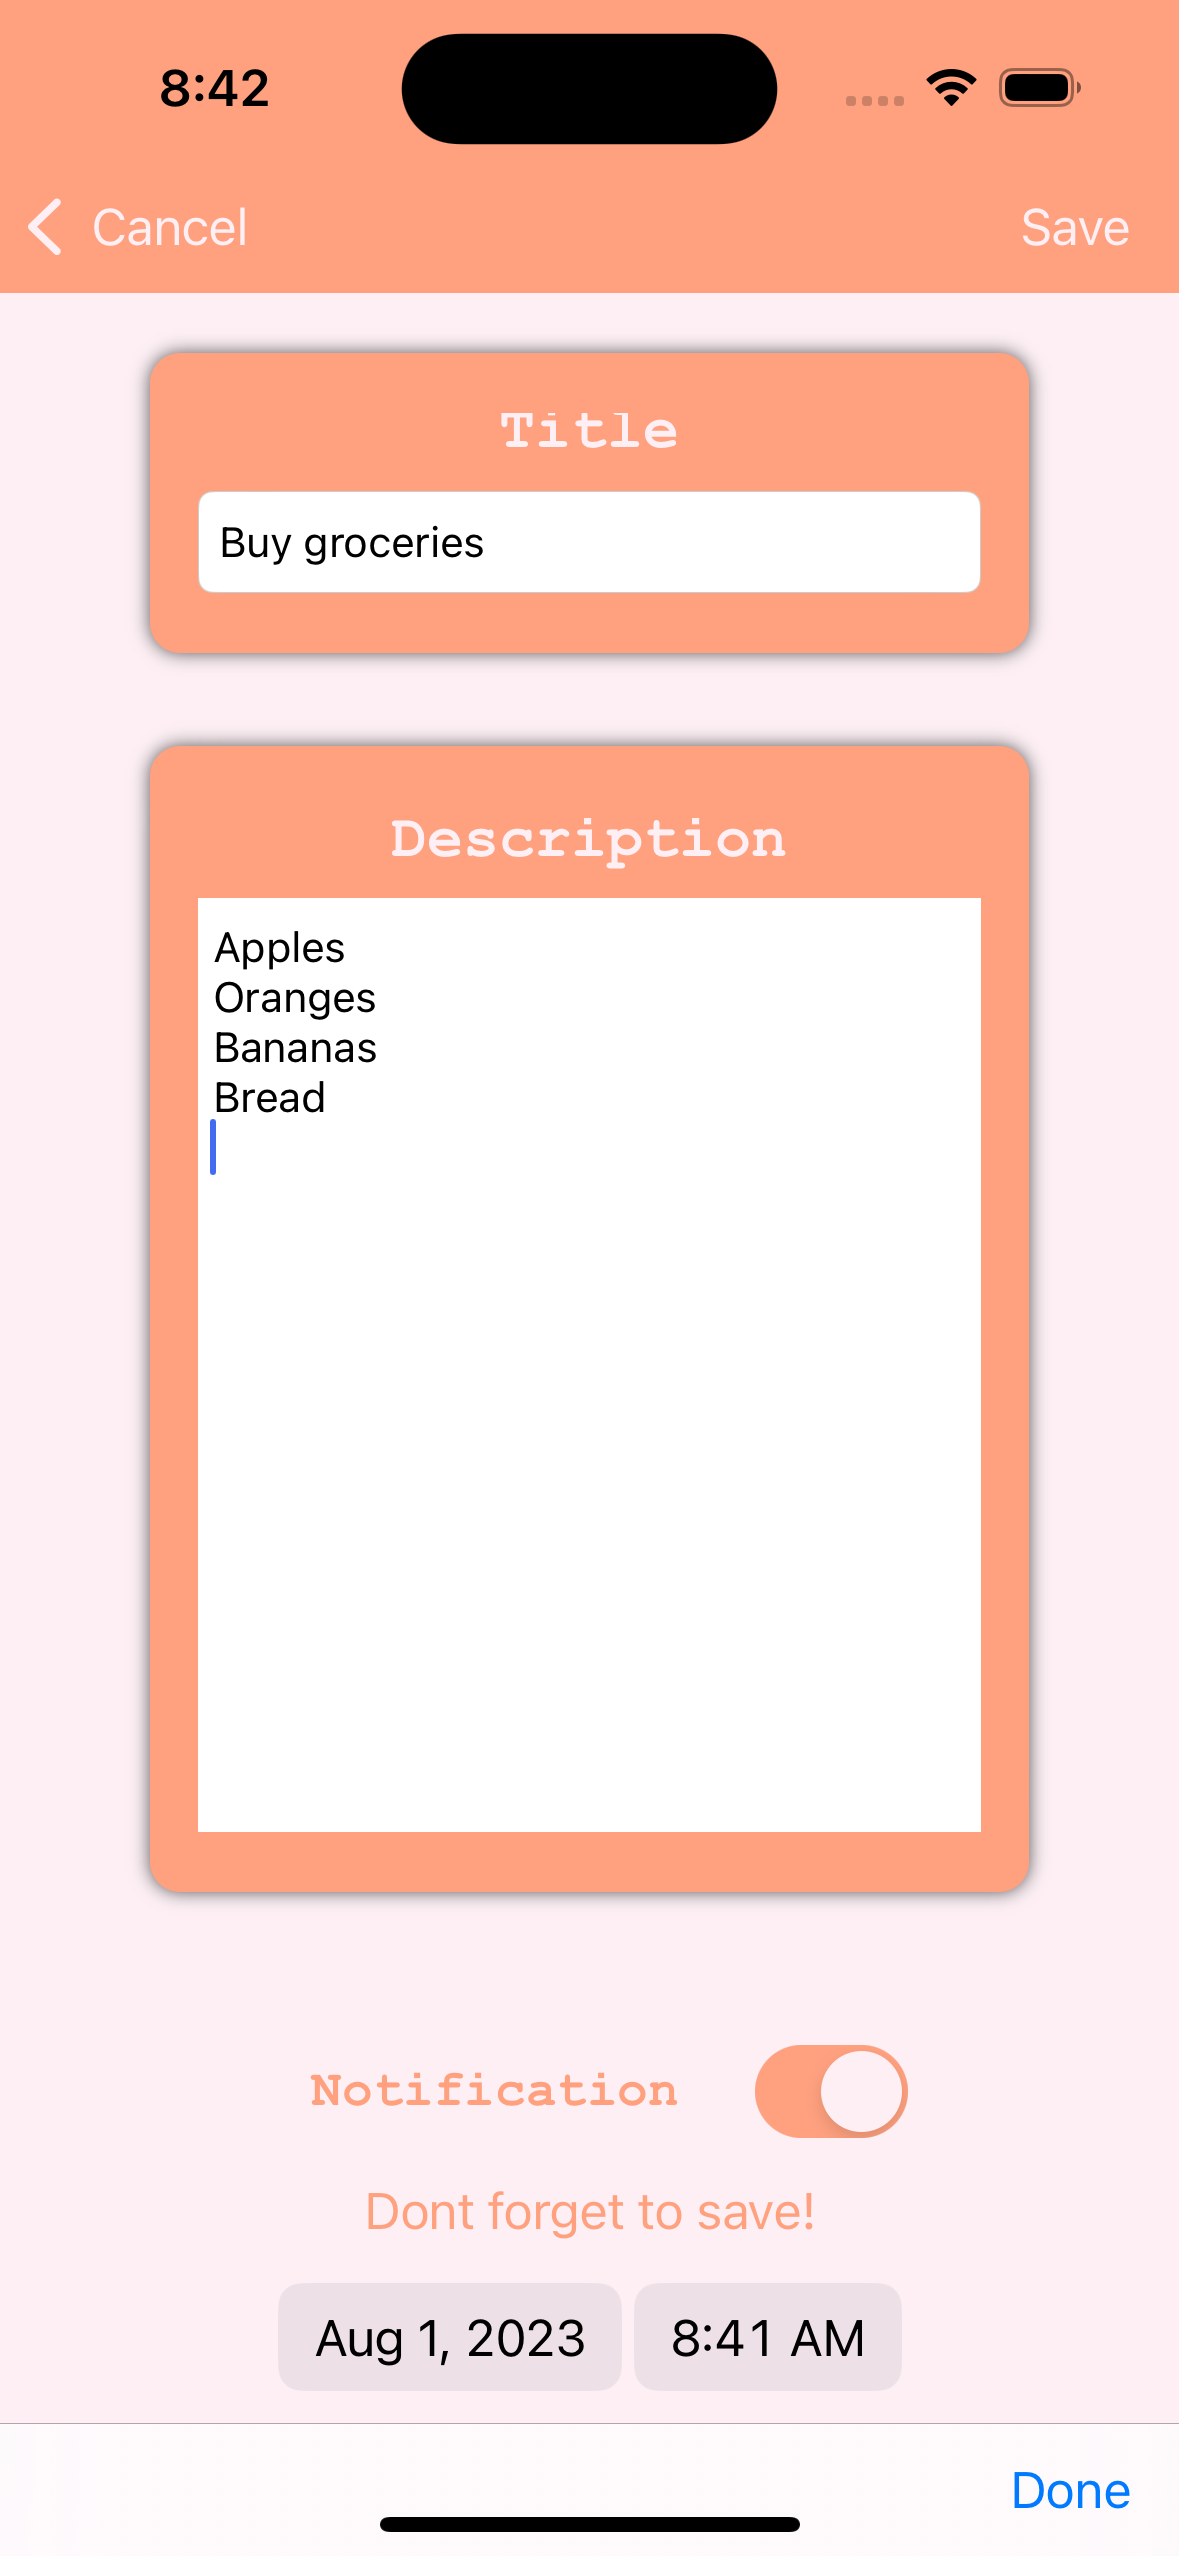 8:42
Cancel
Save
Title
Buy groceries
Description
Apples
Oranges
Bananas
Bread
Notification
Dont forget to save!
Aug 1, 2023
8:41 AM
Done